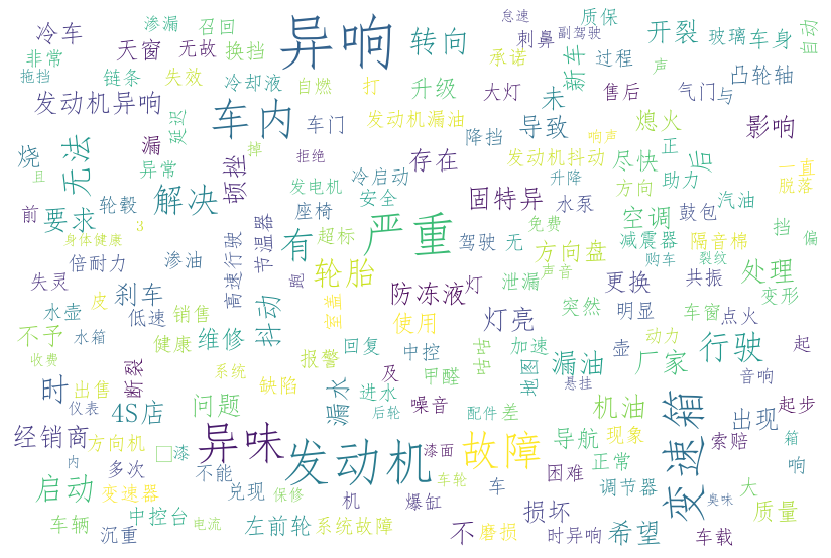 怠速
冷车
渗漏
召回
异响
转向
刺鼻
副驾驶
质保
开裂
玻璃
车身
自动
非常
天窗
无故
换挡
承诺
新车
过程
声
拖挡
链条
失效
冷却液
自燃
打
升级
大灯
未
售后
气门
与
凸轮轴
发动机异响
延迟
车内
车门
发动机漏油
降挡
导致
响声
熄火
影响
漏
掉
正
烧
无法
异常
顿挫
拒绝
冷启动
存在
发动机抖动
尽快
后
一直
且
发电机
升降
助力
脱落
前
轮毂
解决
座椅
安全
固特异
水泵
方向
汽油
要求
3
节温器
有
超标
严重
免费
空调
鼓包
挡
身体健康
高速行驶
驾驶
无
方向盘
减震器
隔音棉
偏
倍耐力
渗油
轮胎
声音
购车
裂纹
失灵
刹车
跑
防冻液
灯
泄漏
更换
共振
处理
皮
变形
水壶
低速
销售
抖动
使用
灯亮
突然
明显
车窗
点火
不予
水箱
健康
维修
回复
中控
加速
壶
动力
起
收费
系统
报警
地图
漏油
厂家
行驶
断裂
及
甲醛
悬挂
音响
时
出售
缺陷
进水
仪表
4S店
问题
漏水
后轮
噪音
配件
差
机油
变速箱
出现
起步
经销商
方向机
漆
异味
发动机
漆面
故障
导航
现象
索赔
箱
内
多次
不能
车轮
困难
正常
响
启动
变速器
兑现
保修
机
爆缸
车
调节器
臭味
大
车辆
中控台
电流
左前轮
系统故障
损坏
质量
沉重
不
磨损
时异响
希望
车载